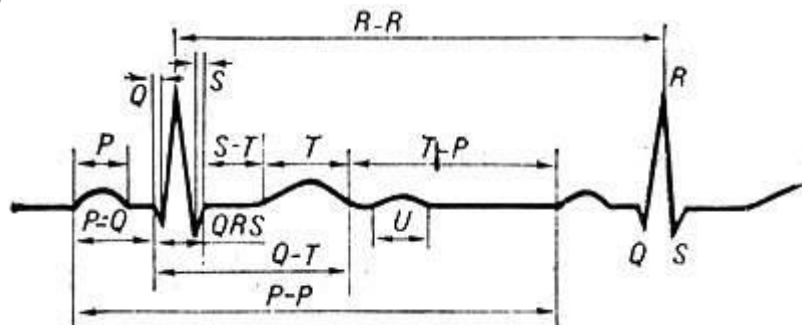 R-R
Q S R
P S-T T T-P
P=Q QRS U Q S
Q-T
P-P